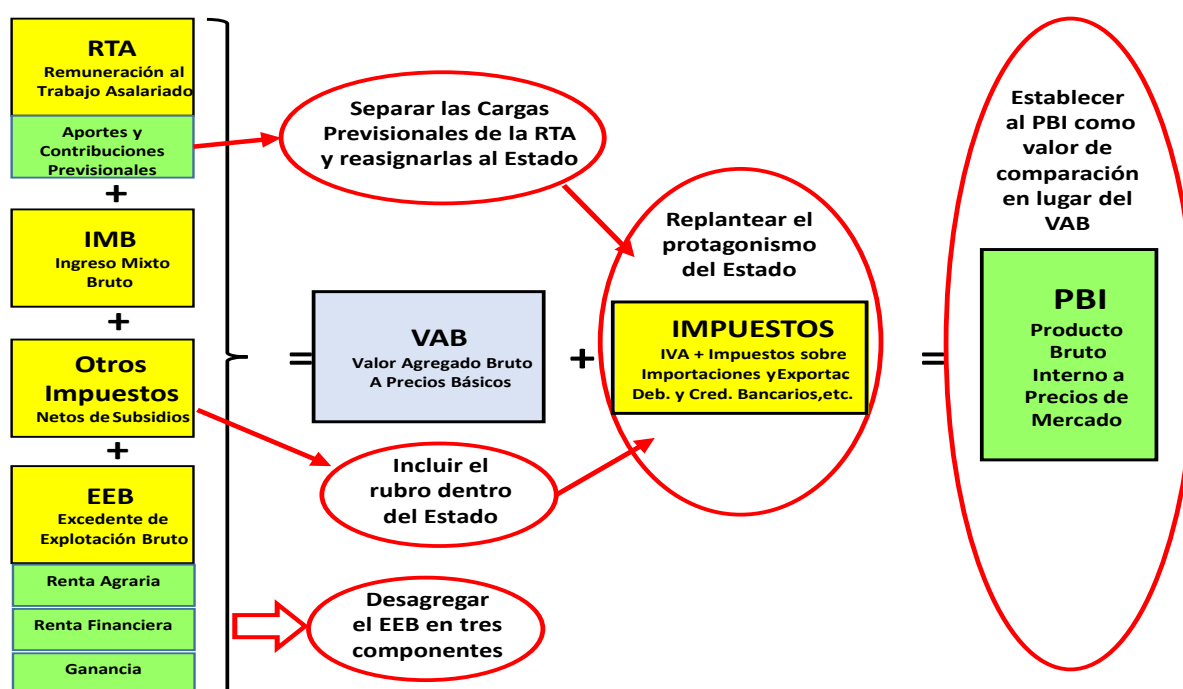 RTA
Remuneración al
Trabajo Asalariado
Aportes y
Contribuciones
Previsionales
+
IMB
Ingreso Mixto
Bruto
+
Otros
Impuestos
Netos de Subsidios
+
EEB
Excedente de
Explotación Bruto
Renta Agraria
Renta Financiera
Ganancia
Separar las Cargas
Previsionales de la RTA
y reasignarlas al Estado
=
VAB
Valor Agregado Bruto
A Precios Básicos
Incluir el
rubro dentro
del Estado
Desagregar
el EEB en tres
componentes
+
Replantear el
protagonismo
del Estado
IMPUESTOS
IVA + Impuestos sobre
Importaciones yExportac
Deb. y Cred. Bancarios,etc.
=
Establecer
al PBI como
valor de
comparación
en lugar del
VAB
PBI
Producto
Bruto
Interno a
Precios de
Mercado